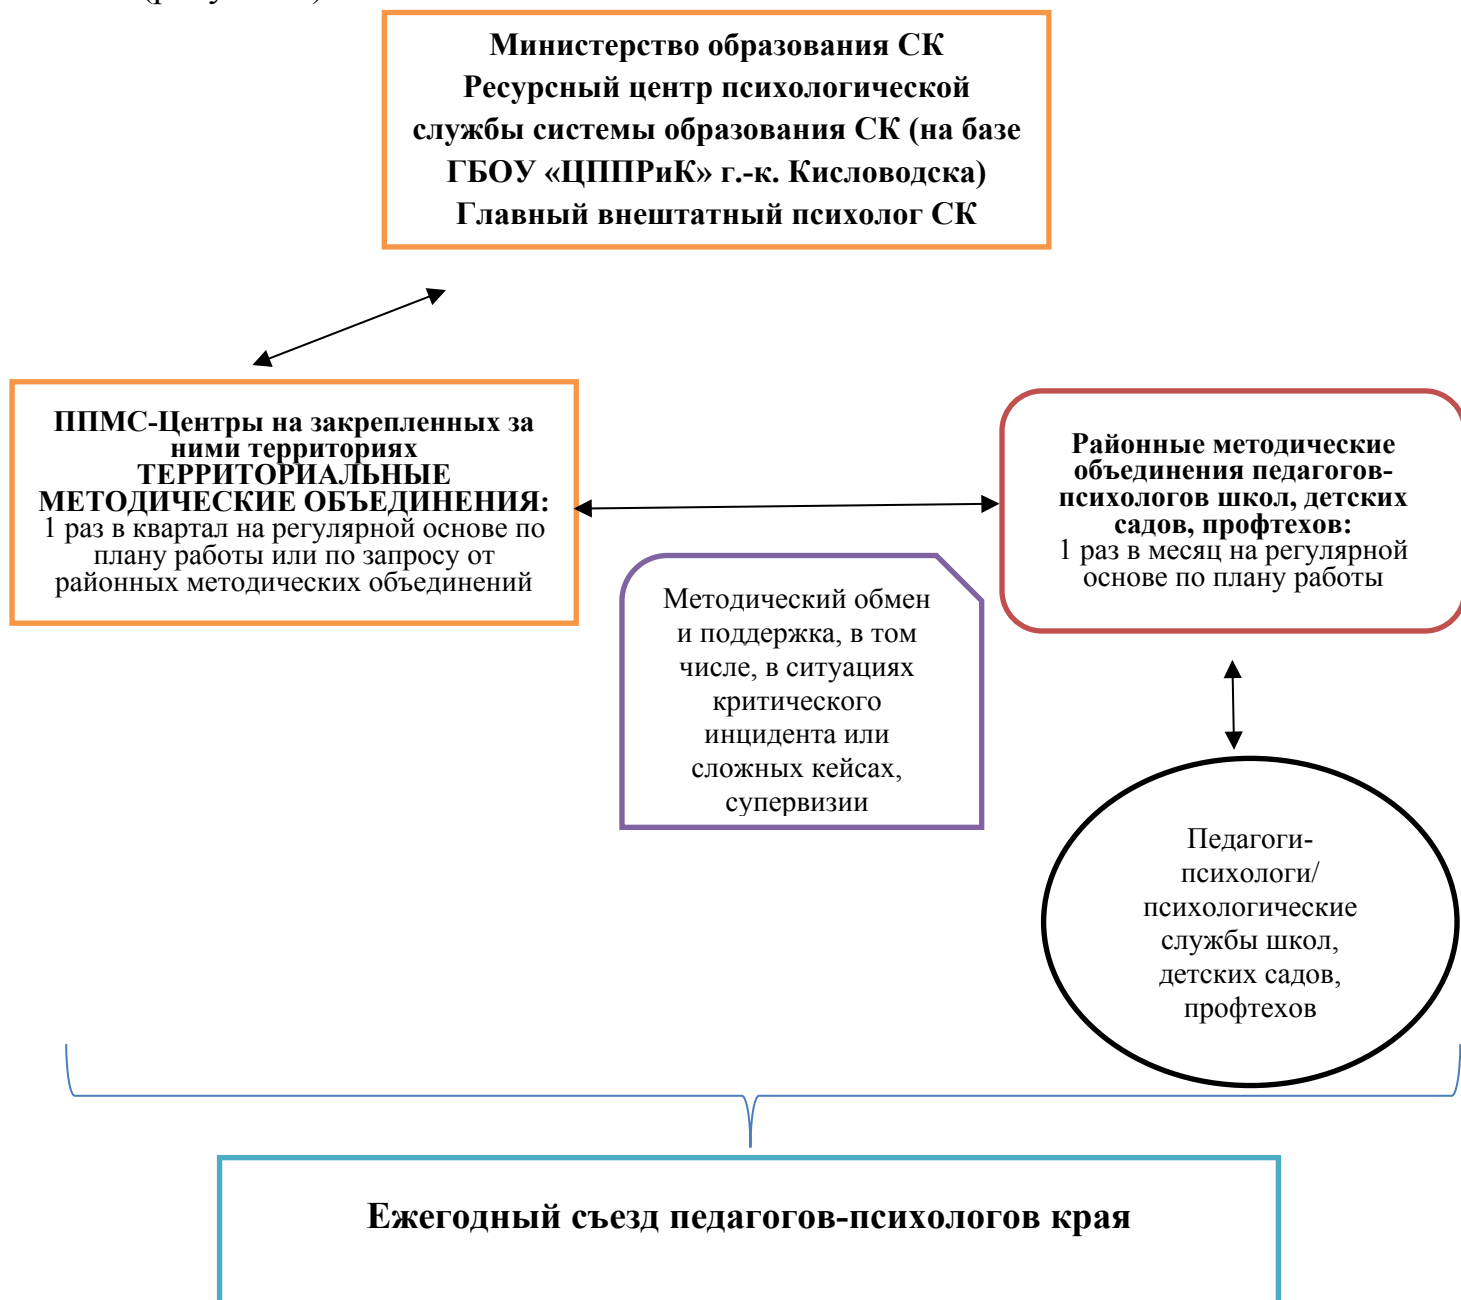 Министерство образования СК
Ресурсный центр психологической
службы системы образования СК (на базе
ГБОУ «ЦППРиК» г.-к. Кисловодска)
Главный внештатный психолог СК
ППМС-Центры на закрепленных за
ними территориях
ТЕРРИТОРИАЛЬНЫЕ
МЕТОДИЧЕСКИЕ ОБЪЕДИНЕНИЯ:
1 раз в квартал на регулярной основе по
плану работы или по запросу от
районных методических объединений
Районные методические
объединения педагогов-
психологов школ, детских
садов, профтехов:
1 раз в месяц на регулярной
основе по плану работы
Методический обмен
и поддержка, в том
числе, в ситуациях
критического
инцидента или
сложных кейсах,
супервизии
Педагоги-
психологи/
психологические
службы школ,
детских садов,
профтехов
Ежегодный съезд педагогов-психологов края